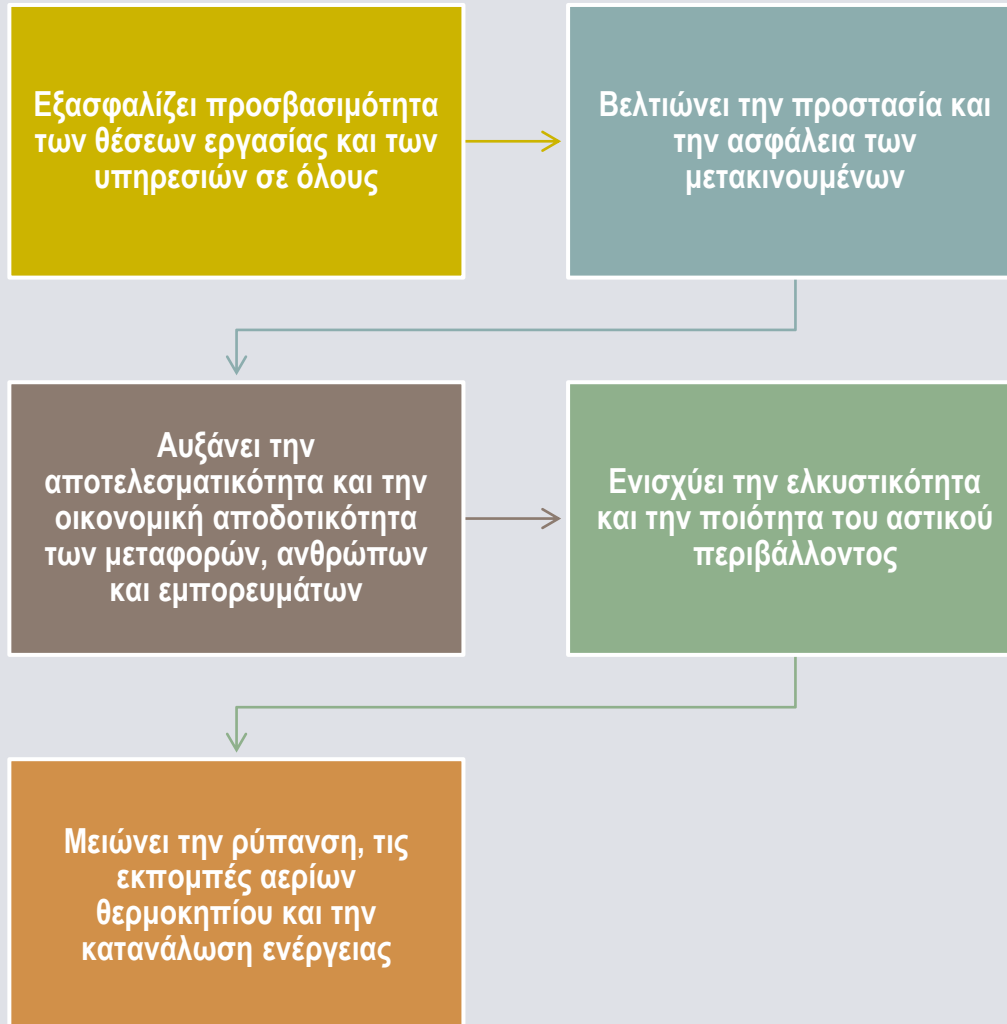 Εξασφαλίζει προσβασιμότητα
των θέσεων εργασίας και των
υπηρεσιών σε όλους
Βελτιώνει την προστασία και
την ασφάλεια των
μετακινουμένων
Αυξάνει την
αποτελεσματικότητα και την
οικονομική αποδοτικότητα
των μεταφορών, ανθρώπων
και εμπορευμάτων
Ενισχύει την ελκυστικότητα
και την ποιότητα του αστικού
περιβάλλοντος
Μειώνει την ρύπανση, τις
εκπομπές αερίων
θερμοκηπίου και την
κατανάλωση ενέργειας